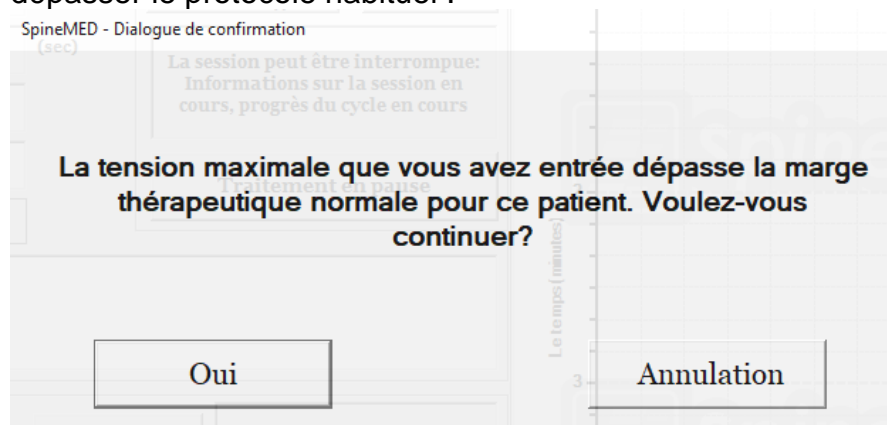 dépasser le protocole habituel :
SpineMED - Dialogue de confirmation
(sec)
La session peut être interrompue:
Informations sur la session en
cours, progrès du cycle en cours
La tension maximale que vous avez entrée dépasse la marge
Traitement en pause
thérapeutique normale pour ce patient. Voulez-vous
continuer?
Le temps (minutes)
Oui
Annulation
3